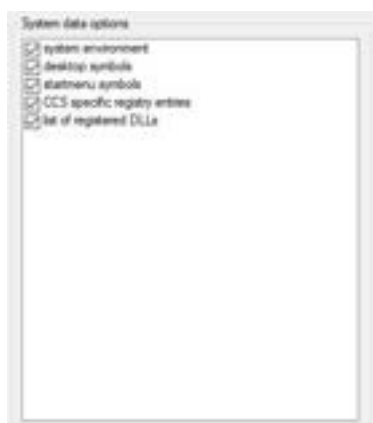 System data options
system environment
desktop symbols
startmenu symbols
CCS specific registry entries
list of registered DLLs